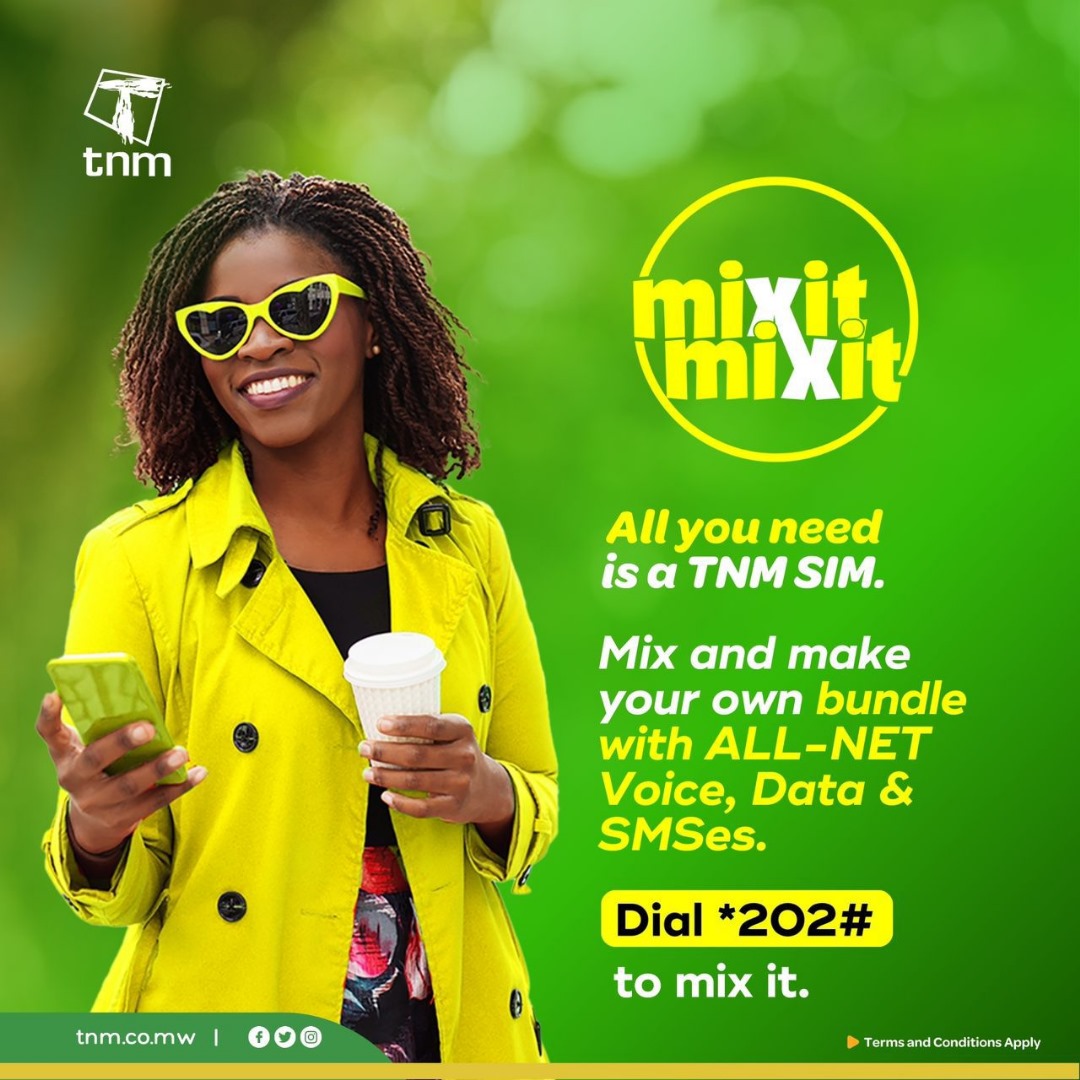 tnm
mixit
mixit
All you need
is a TNM SIM.
Mix and make
your own bundle
with ALL-NET
Voice, Data &
SMSes.
Dial *202#
to mix it.
tnm.co.mw |
Terms and Conditions Apply